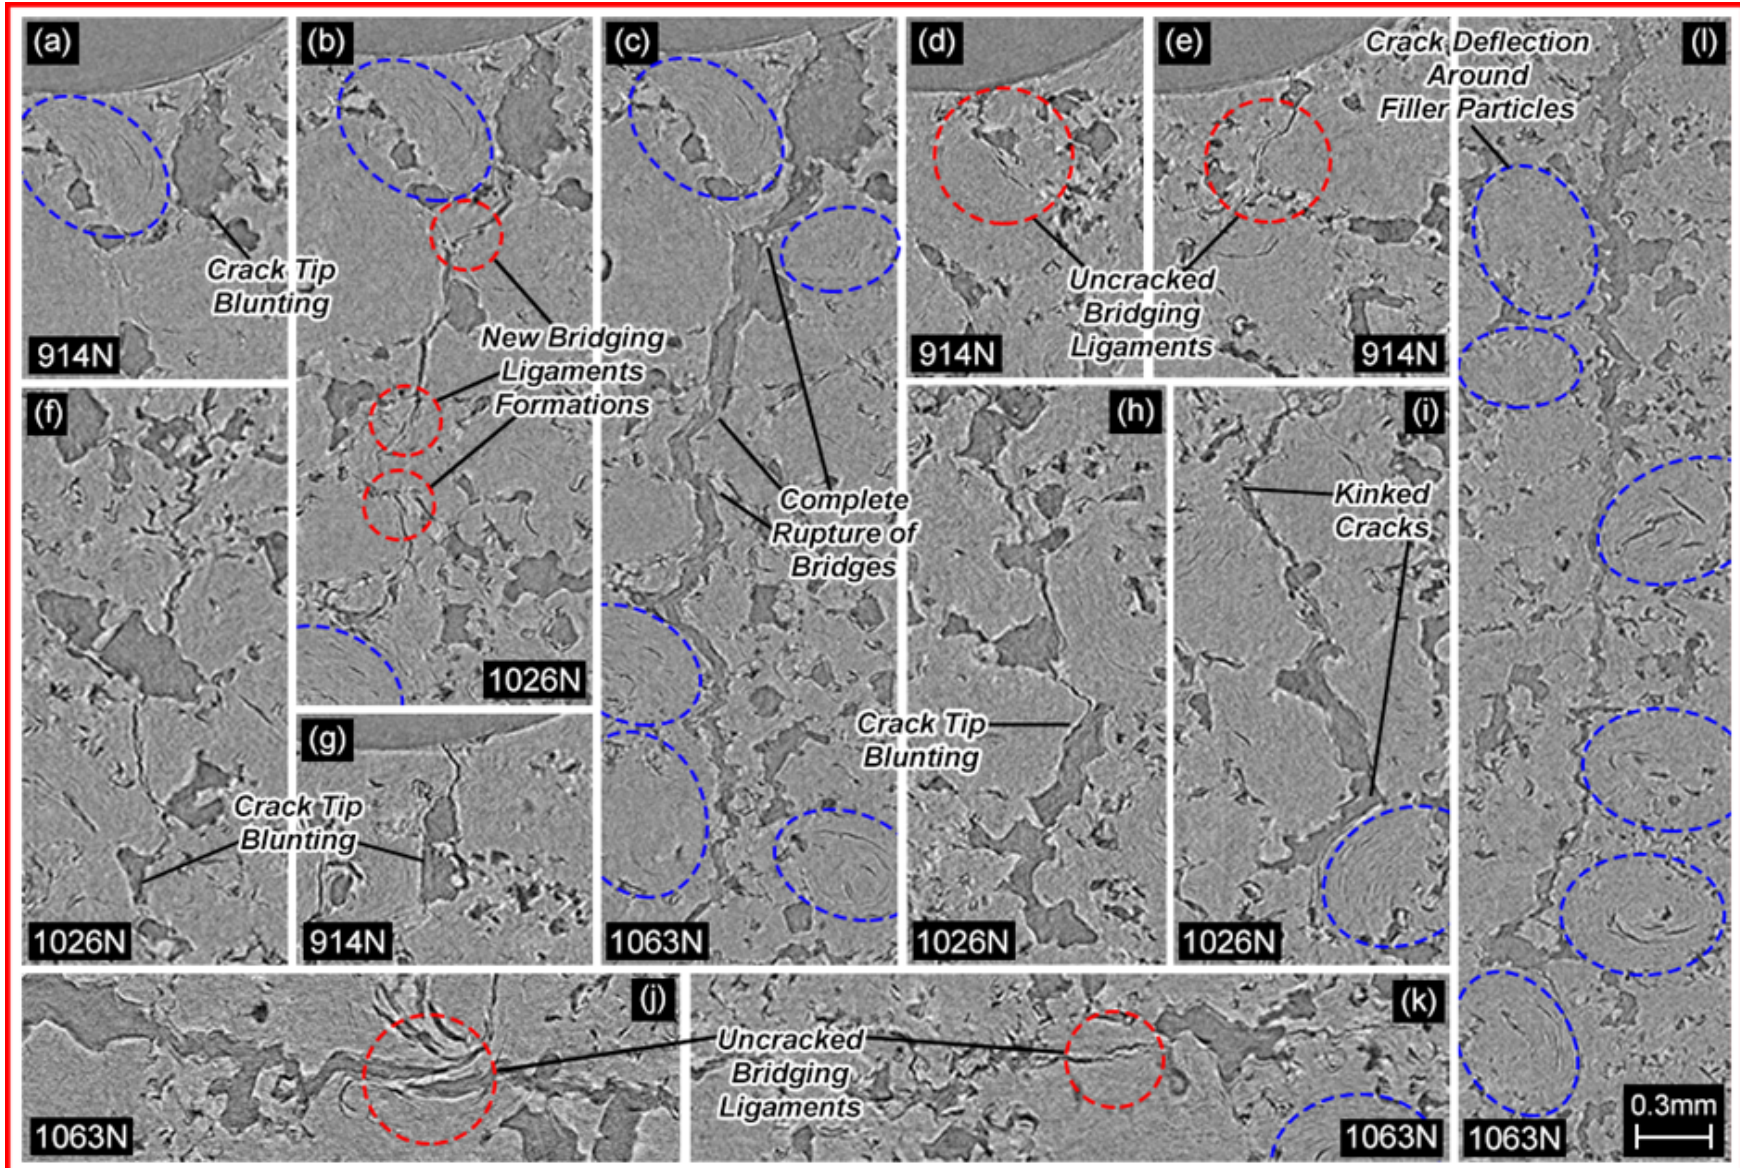 (a)
(b)
(c)
(d)
(e)
Crack Deflection
Around
Filler Particles
(l)
Crack Tip
Blunting
914N
New Bridging
Ligaments
Formations
Uncracked
Bridging
Ligaments
914N
914N
(f)
(h)
(i)
Complete
Rupture of
Bridges
Kinked
Cracks
1026N
(g)
Crack Tip
Blunting
Crack Tip
Blunting
1026N
914N
1063N
1026N
1026N
(j)
(k)
Uncracked
Bridging
Ligaments
1063N
1063N
0.3mm
1063N